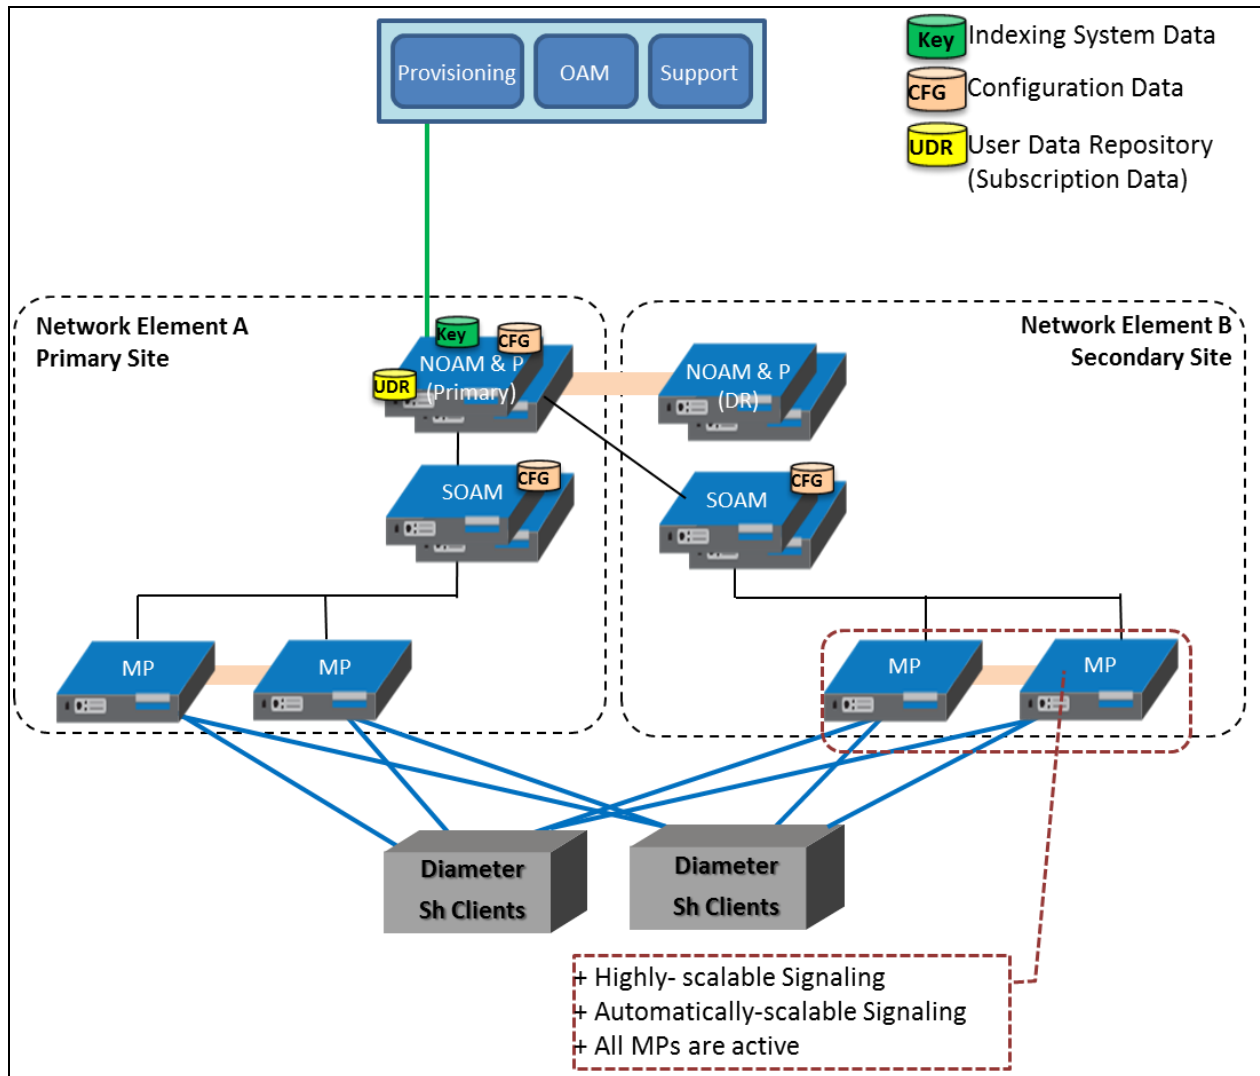 Provisioning
OAM
Support
Key Indexing System Data
CFG Configuration Data
UDR User Data Repository
(Subscription Data)
Network Element A
Primary Site
Network Element B
Secondary Site
Key
CFG
UDR
NOAM & P
(Primary)
NOAM & P
(DR)
CFG
SOAM
CFG
SOAM
MP
MP
MP
MP
Diameter
Sh Clients
Diameter
Sh Clients
+ Highly- scalable Signaling
+ Automatically-scalable Signaling
+ All MPs are active